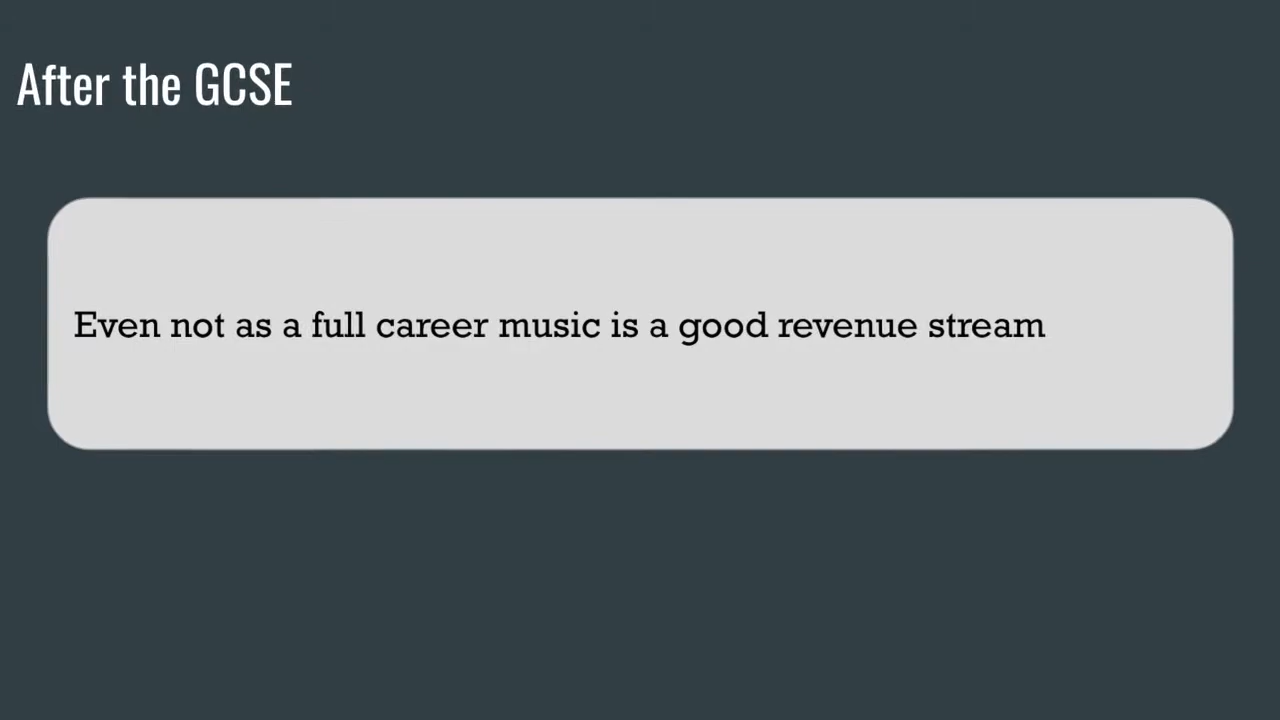 After the GCSE
Even not as a full career music is a good revenue stream